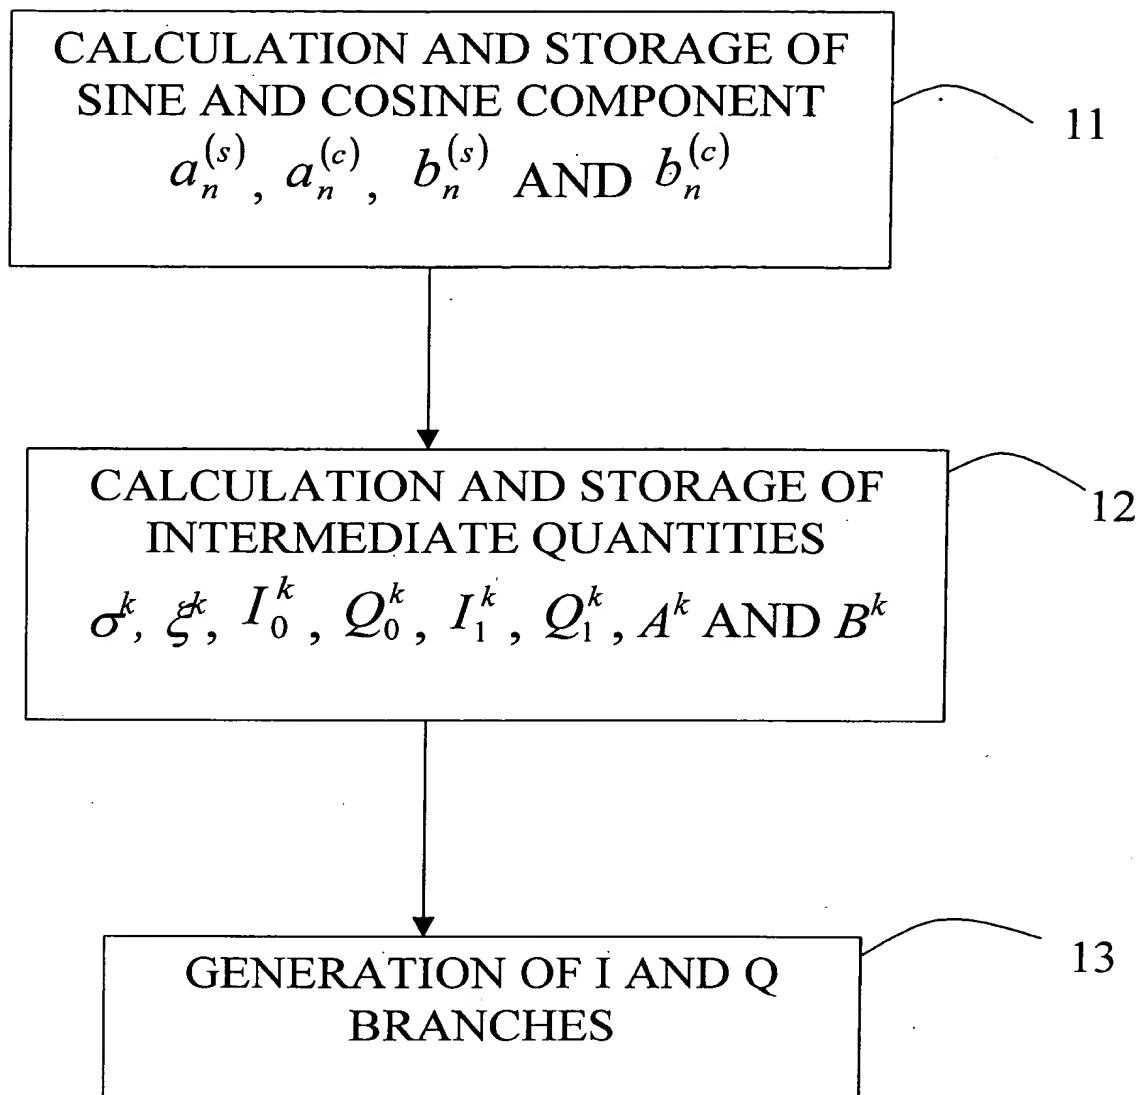 CALCULATION AND STORAGE OF
SINE AND COSINE COMPONENT
a_n^{(s)}, a_n^{(c)}, b_n^{(s)} AND b_n^{(c)}
11
CALCULATION AND STORAGE OF
INTERMEDIATE QUANTITIES
σ^k, ξ^k, I_0^k, Q_0^k, I_1^k, Q_1^k, A^k AND B^k
12
GENERATION OF I AND Q
BRANCHES
13